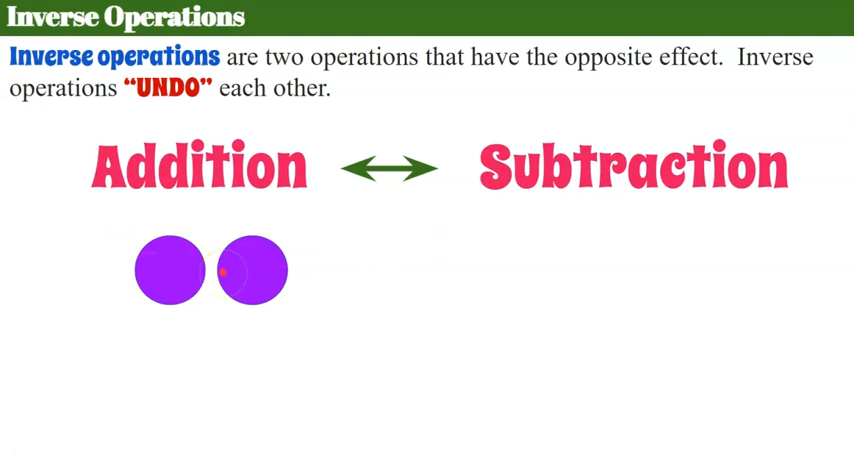 Inverse Operations
Inverse operations are two operations that have the opposite effect. Inverse
operations “UNDO” each other.
Addition Subtraction